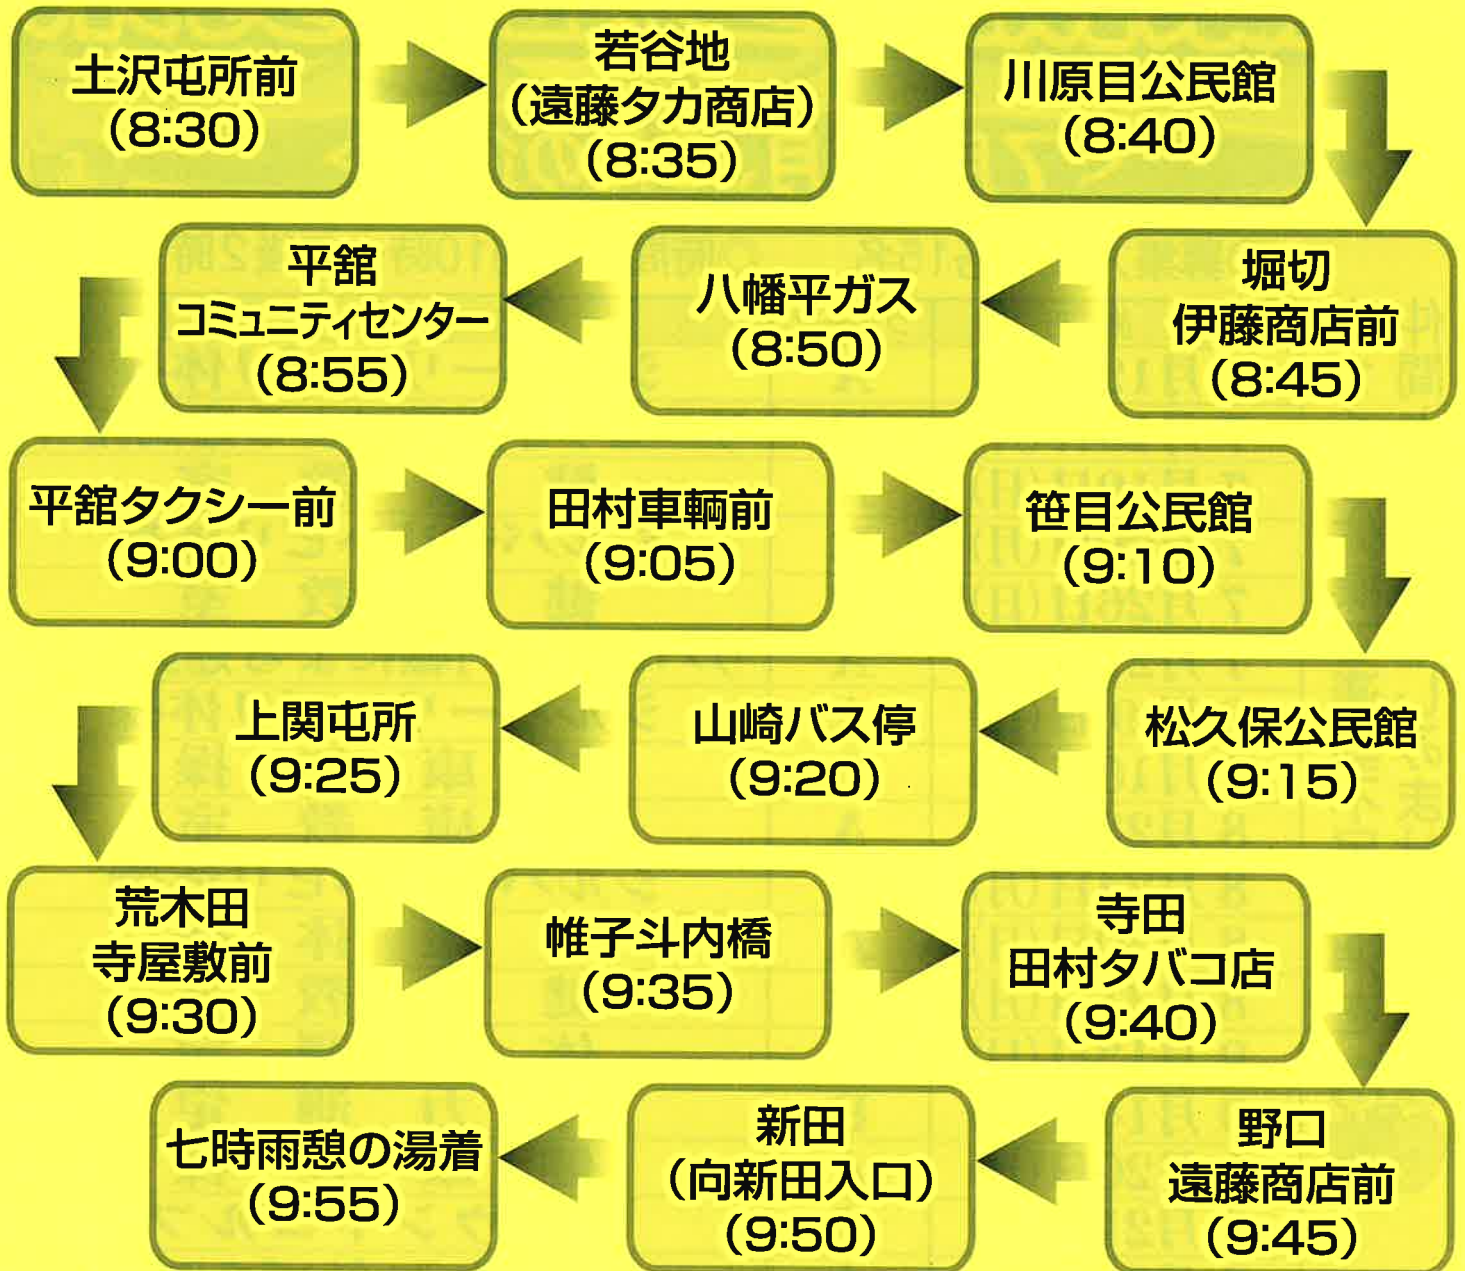 土沢屯所前
(8:30)
若谷地
(遠藤タカ商店)
(8:35)
川原目公民館
(8:40)
堀切
伊藤商店前
(8:45)
八幡平ガス
(8:50)
平舘
コミュニティセンター
(8:55)
平舘タクシー前
(9:00)
田村車輌前
(9:05)
笹目公民館
(9:10)
松久保公民館
(9:15)
山崎バス停
(9:20)
上関屯所
(9:25)
荒木田
寺屋敷前
(9:30)
帷子斗内橋
(9:35)
寺田
田村タバコ店
(9:40)
野口
遠藤商店前
(9:45)
新田
(向新田入口)
(9:50)
七時雨憩の湯着
(9:55)